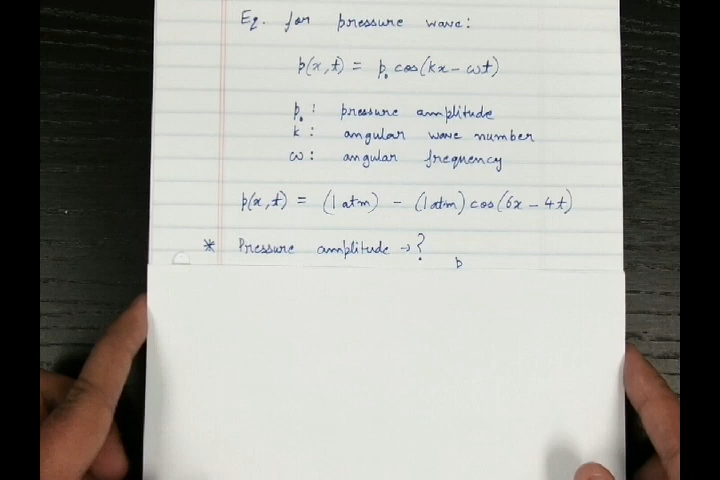 Eq. for pressure wave:
p(x,t) = p₀ cos(kx - ωt)
p₀: pressure amplitude
k: angular wave number
ω: angular frequency
p(x,t) = (1 atm) - (1 atm) cos(6x - 4t)
* Pressure amplitude → ?
p